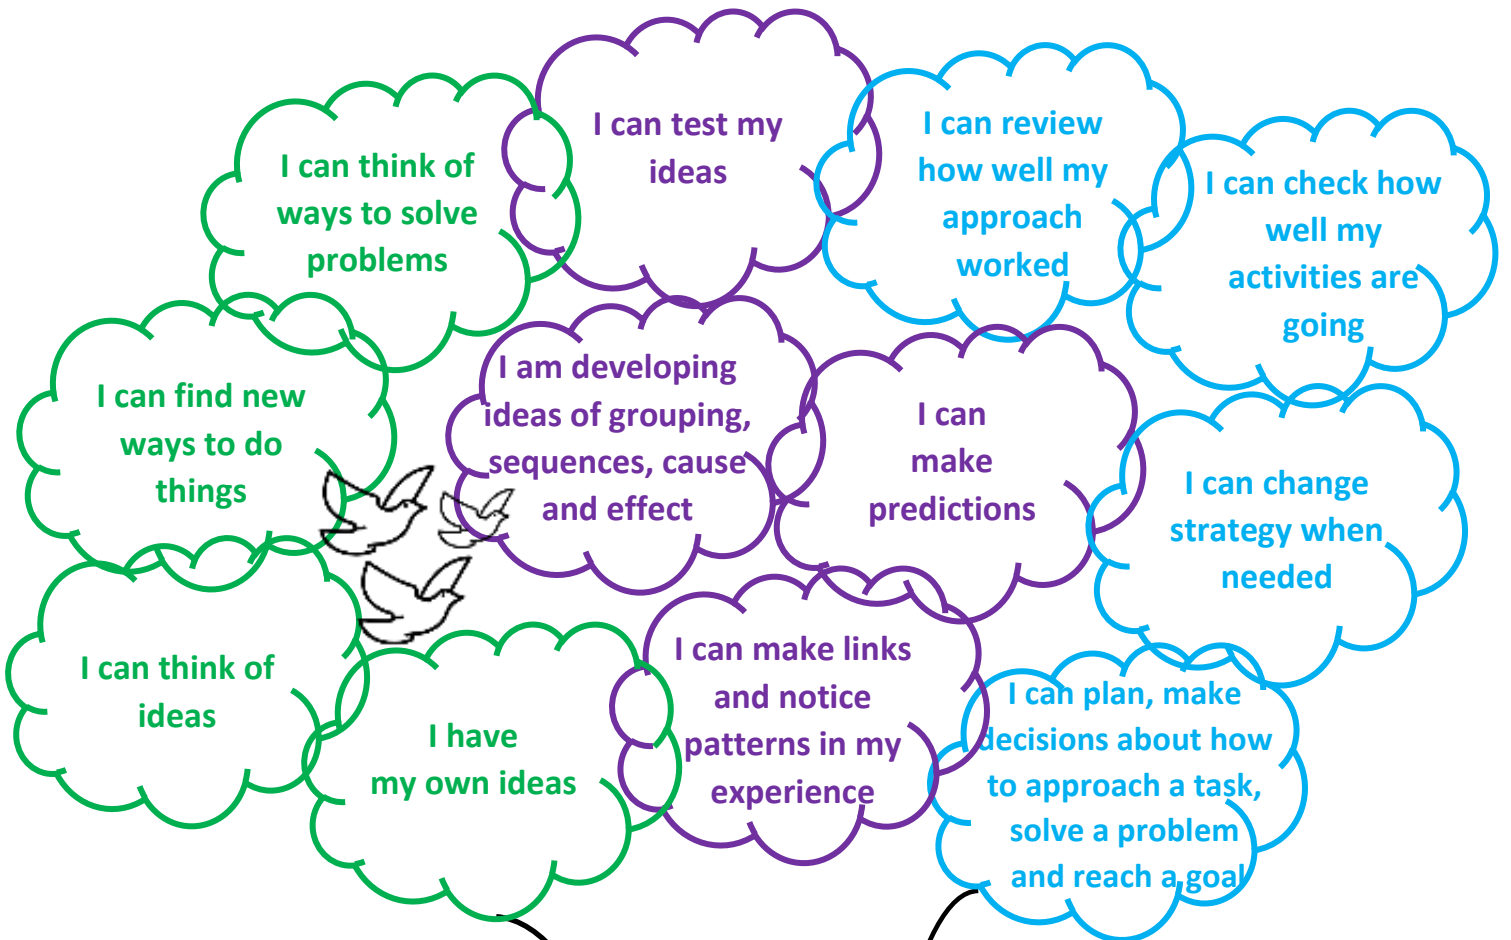 I can test my
ideas
I can review
how well my
approach
worked
I can think of
ways to solve
problems
I can check how
well my
activities are
going
I can find new
ways to do
things
I am developing
ideas of grouping,
sequences, cause
and effect
I can
make
predictions
I can change
strategy when
needed
I can think of
ideas
I have
my own ideas
I can make links
and notice
patterns in my
experience
I can plan, make
decisions about how
to approach a task,
solve a problem
and reach a goal